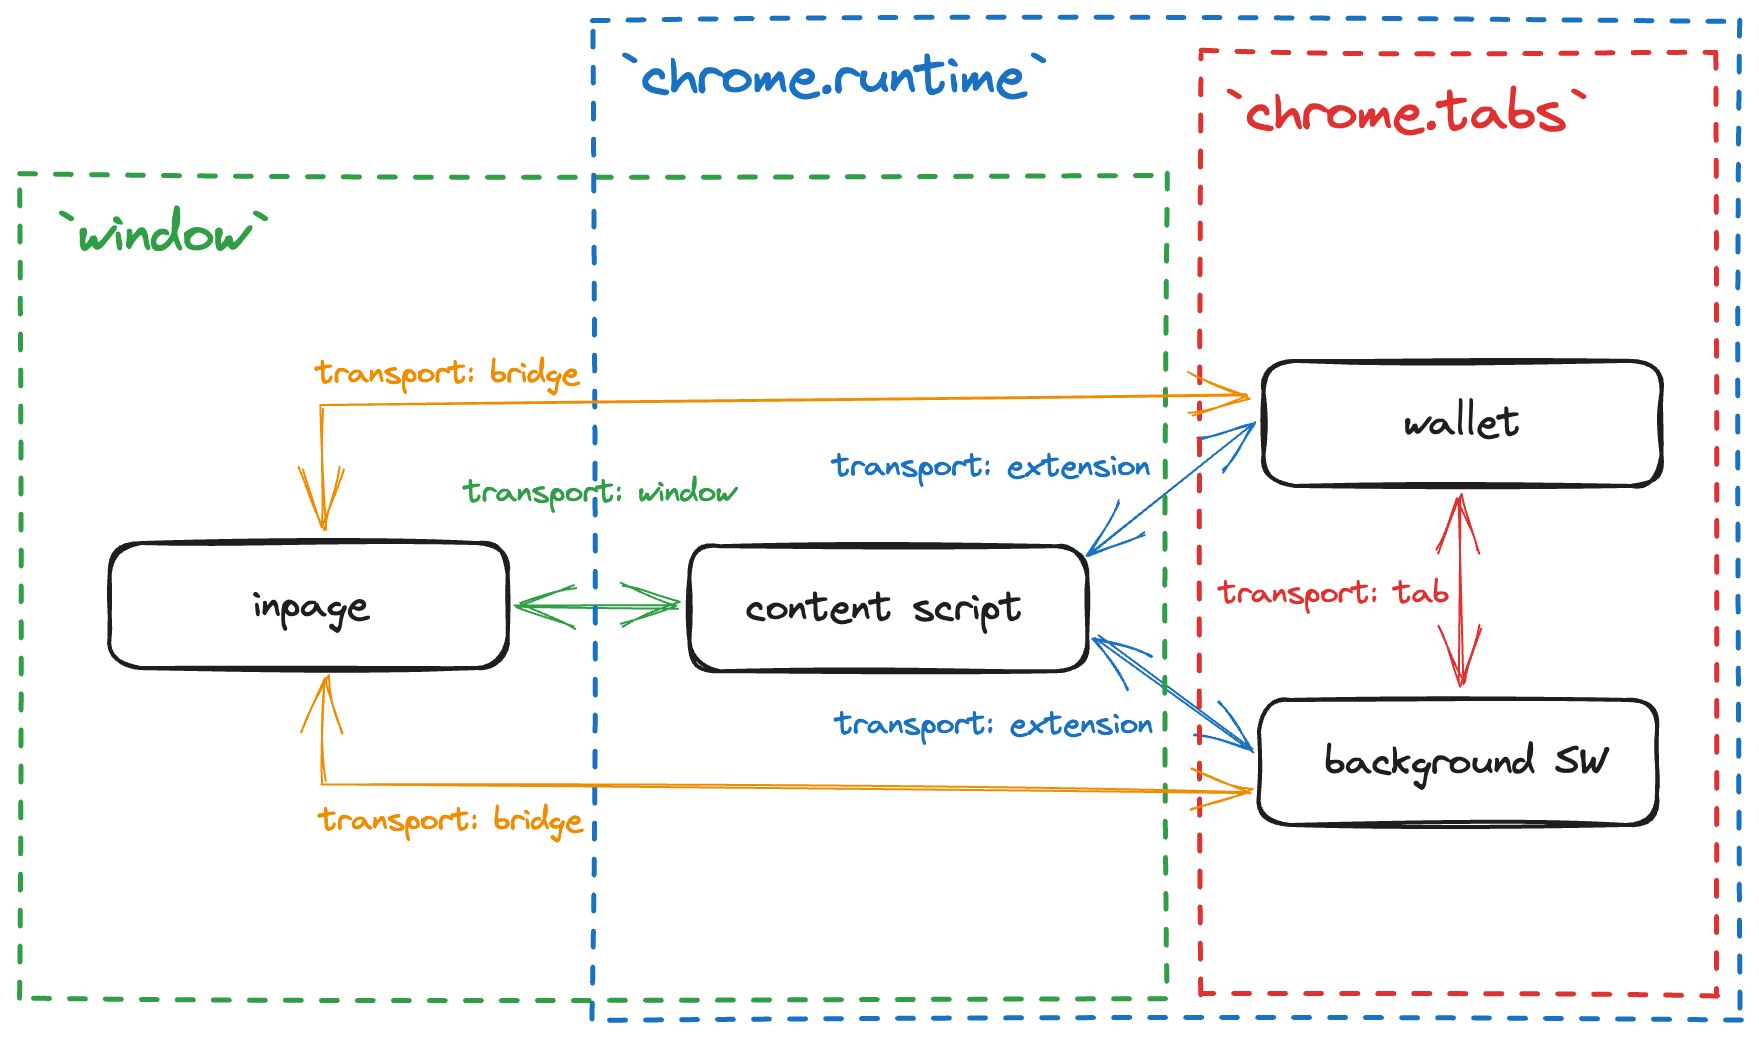 `chrome.runtime`
`chrome.tabs`
`window`
transport: bridge
wallet
transport: extension
transport: window
transport: tab
inpage
content script
transport: extension
background SW
transport: bridge